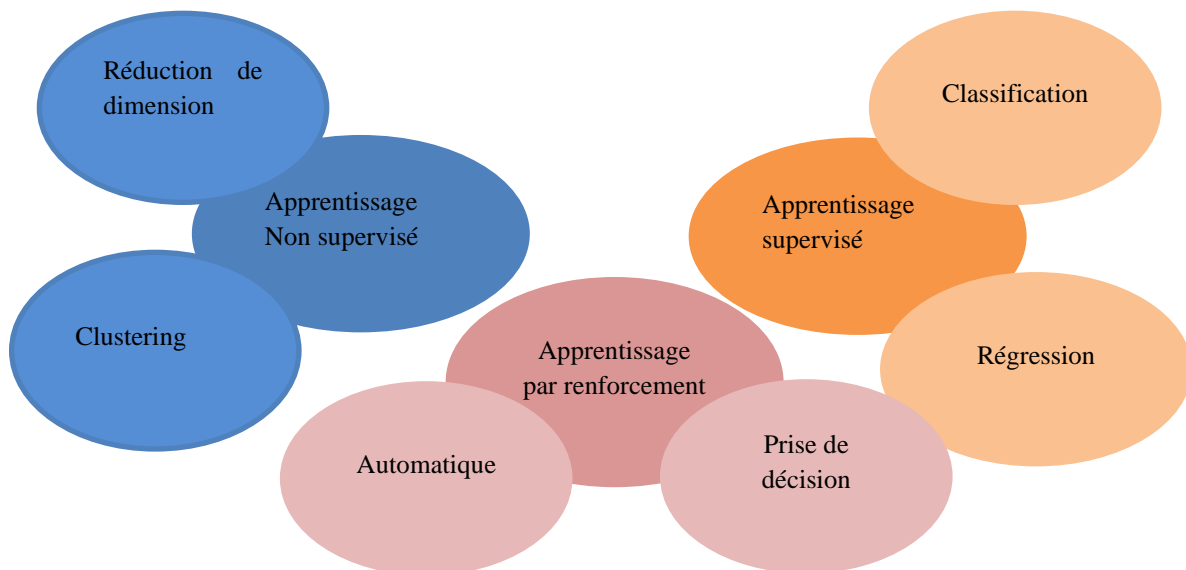 Réduction de
dimension
Classification
Apprentissage
Non supervisé
Apprentissage
supervisé
Clustering
Apprentissage
par renforcement
Régression
Automatique
Prise de
décision